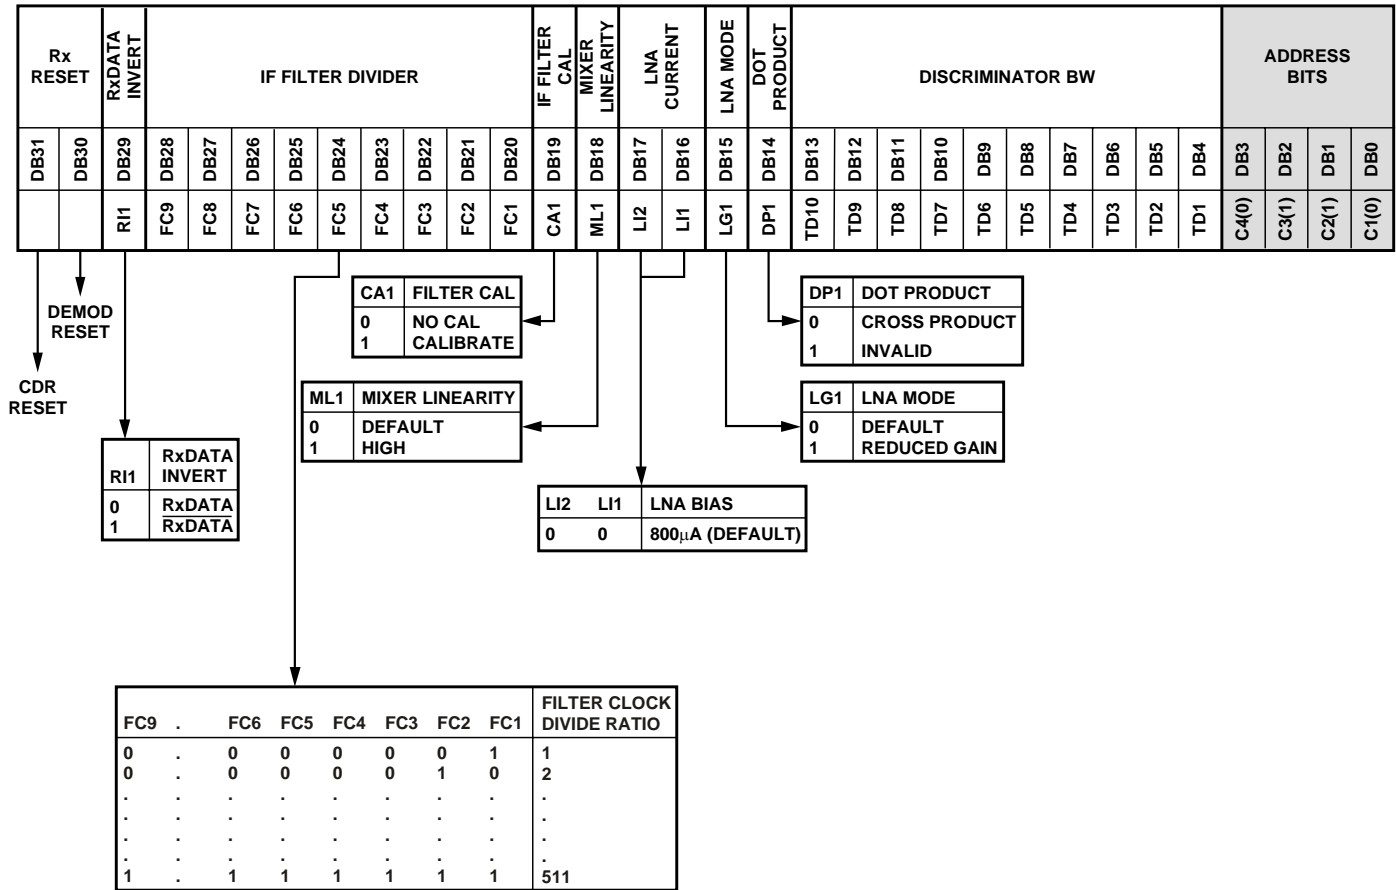 Rx RESET
RxDATA INVERT
IF FILTER DIVIDER
IF FILTER CAL
MIXER LINEARITY
LNA CURRENT
LNA MODE
DOT PRODUCT
DISCRIMINATOR BW
ADDRESS BITS
DB31 DB30 DB29 DB28 DB27 DB26 DB25 DB24 DB23 DB22 DB21 DB20 DB19 DB18 DB17 DB16 DB15 DB14 DB13 DB12 DB11 DB10 DB9 DB8 DB7 DB6 DB5 DB4 DB3 DB2 DB1 DB0
RI1 FC9 FC8 FC7 FC6 FC5 FC4 FC3 FC2 FC1 CA1 ML1 LI2 LI1 LG1 DP1 TD10 TD9 TD8 TD7 TD6 TD5 TD4 TD3 TD2 TD1 C4(0) C3(1) C2(1) C1(0)
DEMOD
RESET
CDR
RESET
CA1 FILTER CAL
0 NO CAL
1 CALIBRATE
DP1 DOT PRODUCT
0 CROSS PRODUCT
1 INVALID
ML1 MIXER LINEARITY
0 DEFAULT
1 HIGH
LG1 LNA MODE
0 DEFAULT
1 REDUCED GAIN
RI1 RxDATA INVERT
0 RxDATA
1 RxDATA
LI2 LI1 LNA BIAS
0 0 800μA (DEFAULT)
FC9 . FC6 FC5 FC4 FC3 FC2 FC1 FILTER CLOCK DIVIDE RATIO
0 . 0 0 0 0 0 1 1
0 . 0 0 0 0 1 0 2
. . . . . . . . .
. . . . . . . . .
. . . . . . . . .
. . . . . . . . .
1 . 1 1 1 1 1 1 511